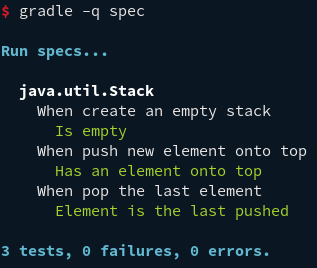 $ gradle -q spec
Run specs...
java.util.Stack
When create an empty stack
Is empty
When push new element onto top
Has an element onto top
When pop the last element
Element is the last pushed
3 tests, 0 failures, 0 errors.